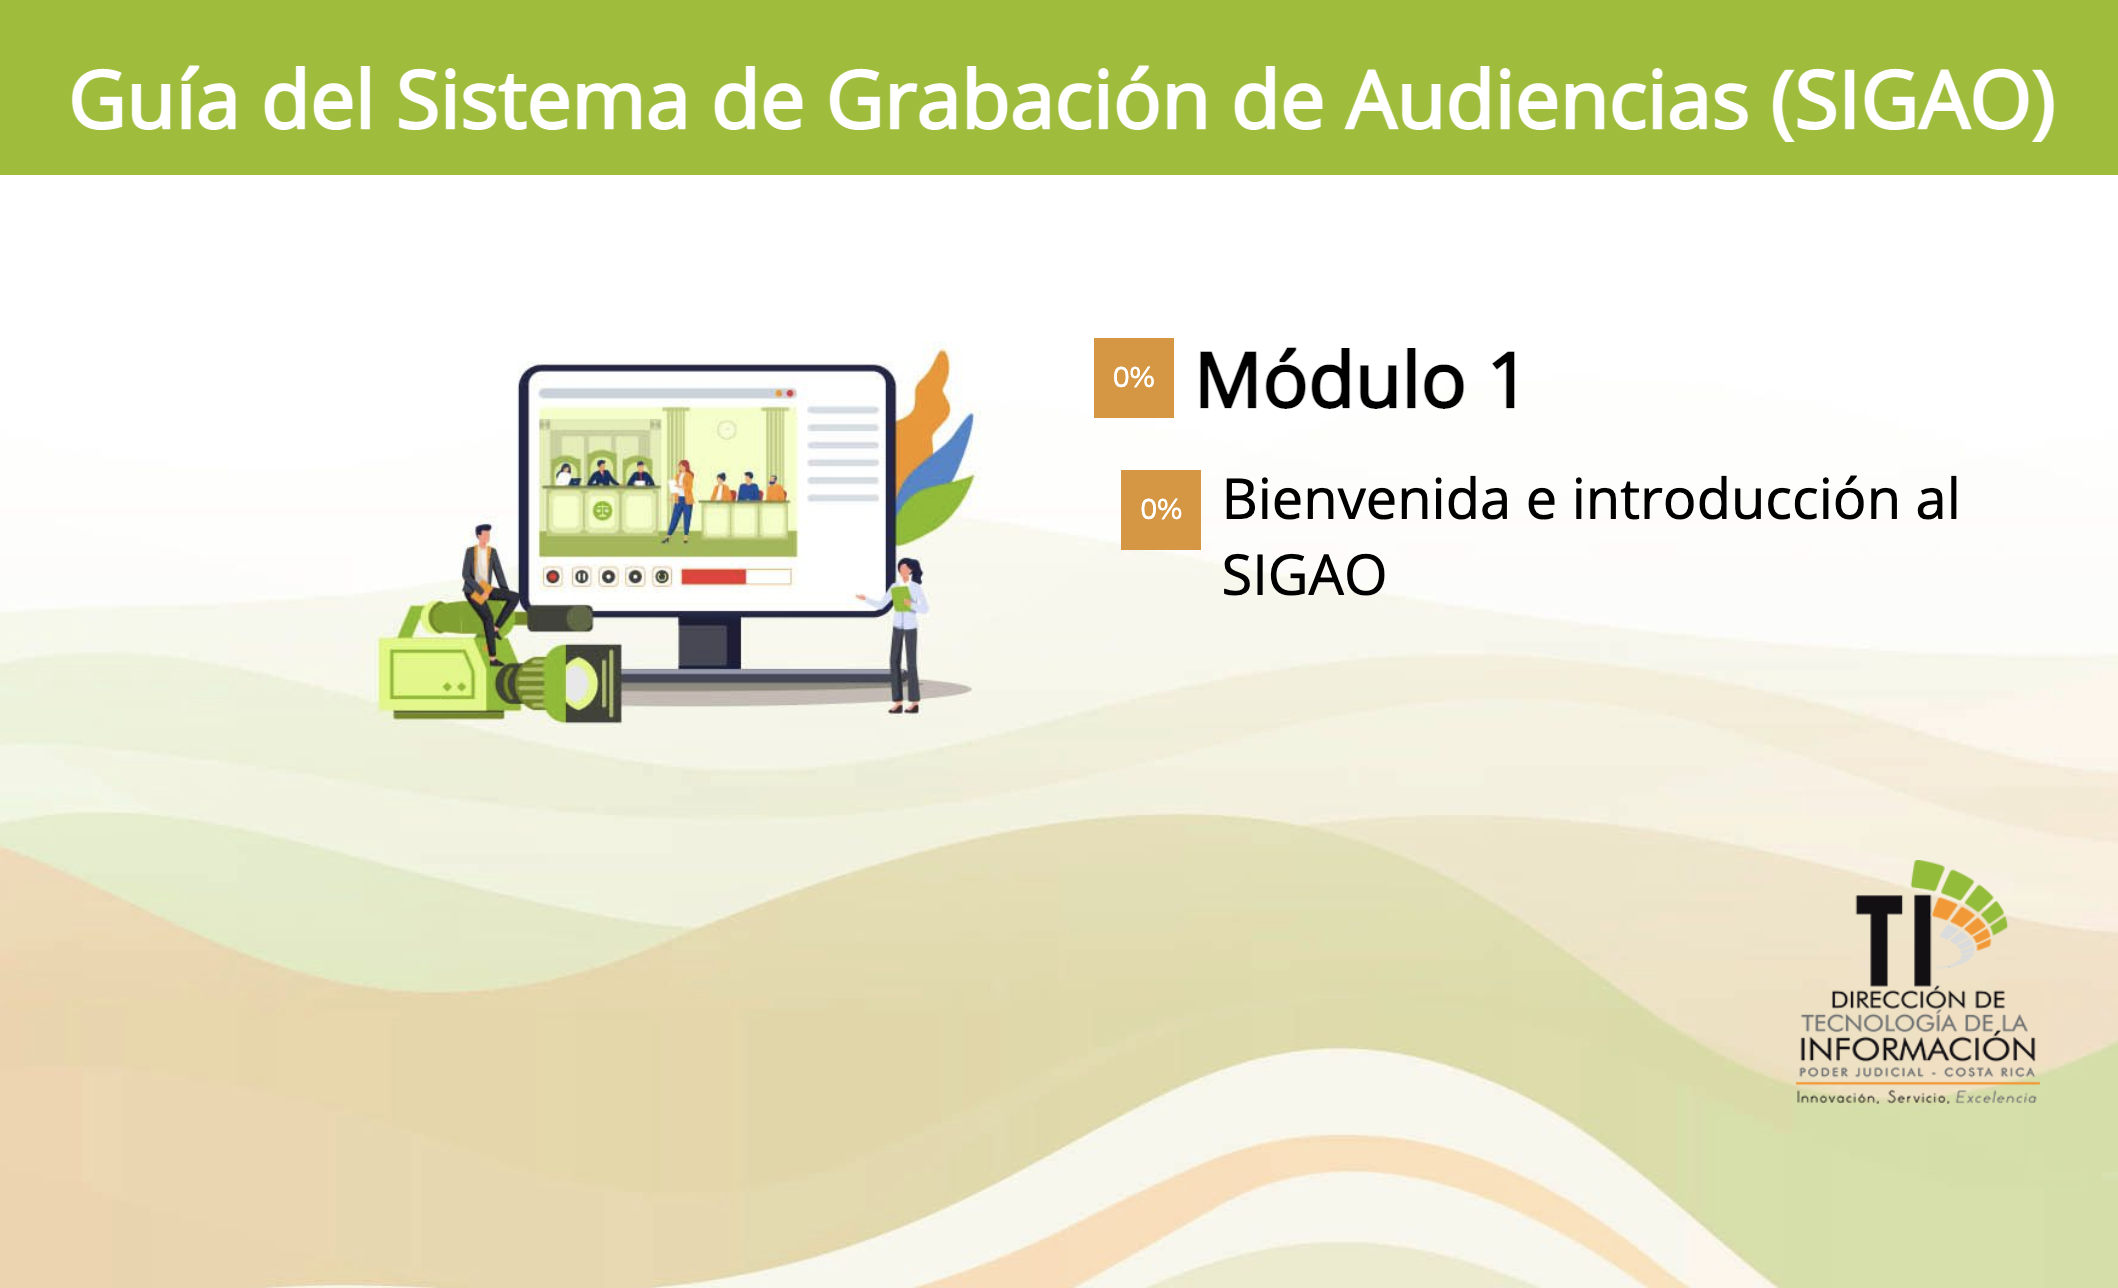 Guía del Sistema de Grabación de Audiencias (SIGAO)
0%
Módulo 1
0%
Bienvenida e introducción al
SIGAO
TI
DIRECCIÓN DE
TECNOLOGÍA DE LA
INFORMACIÓN
PODER JUDICIAL - COSTA RICA
Innovación, Servicio, Excelencia